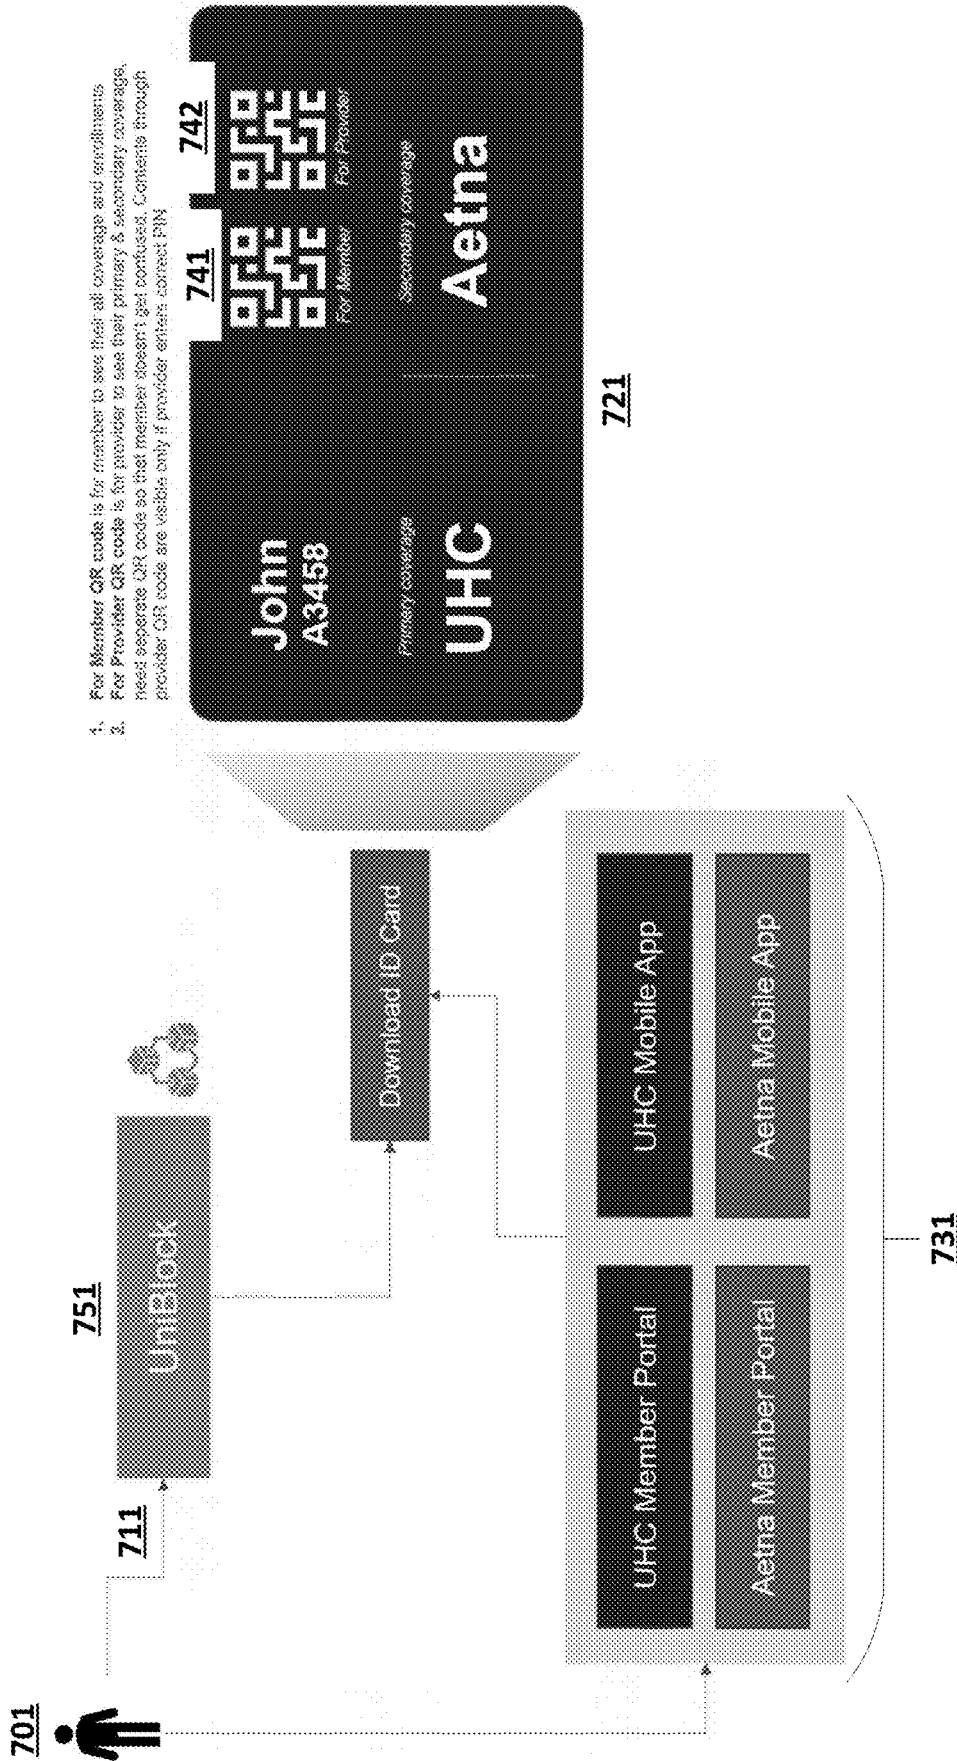 701
711
751
UniBlock
Download ID Card
UHC Member Portal
UHC Mobile App
Aetna Member Portal
Aetna Mobile App
731
1. For Member QR code is for member to see their all coverage and enrollments
2. For Provider QR code is for provider to see their primary & secondary coverage,
need separate QR code so that member doesn't get confused. Contents through
provider QR code are visible only if provider enters correct PIN
741
742
John
A3458
For Member
For Provider
Primary coverage
Secondary coverage
UHC
Aetna
721